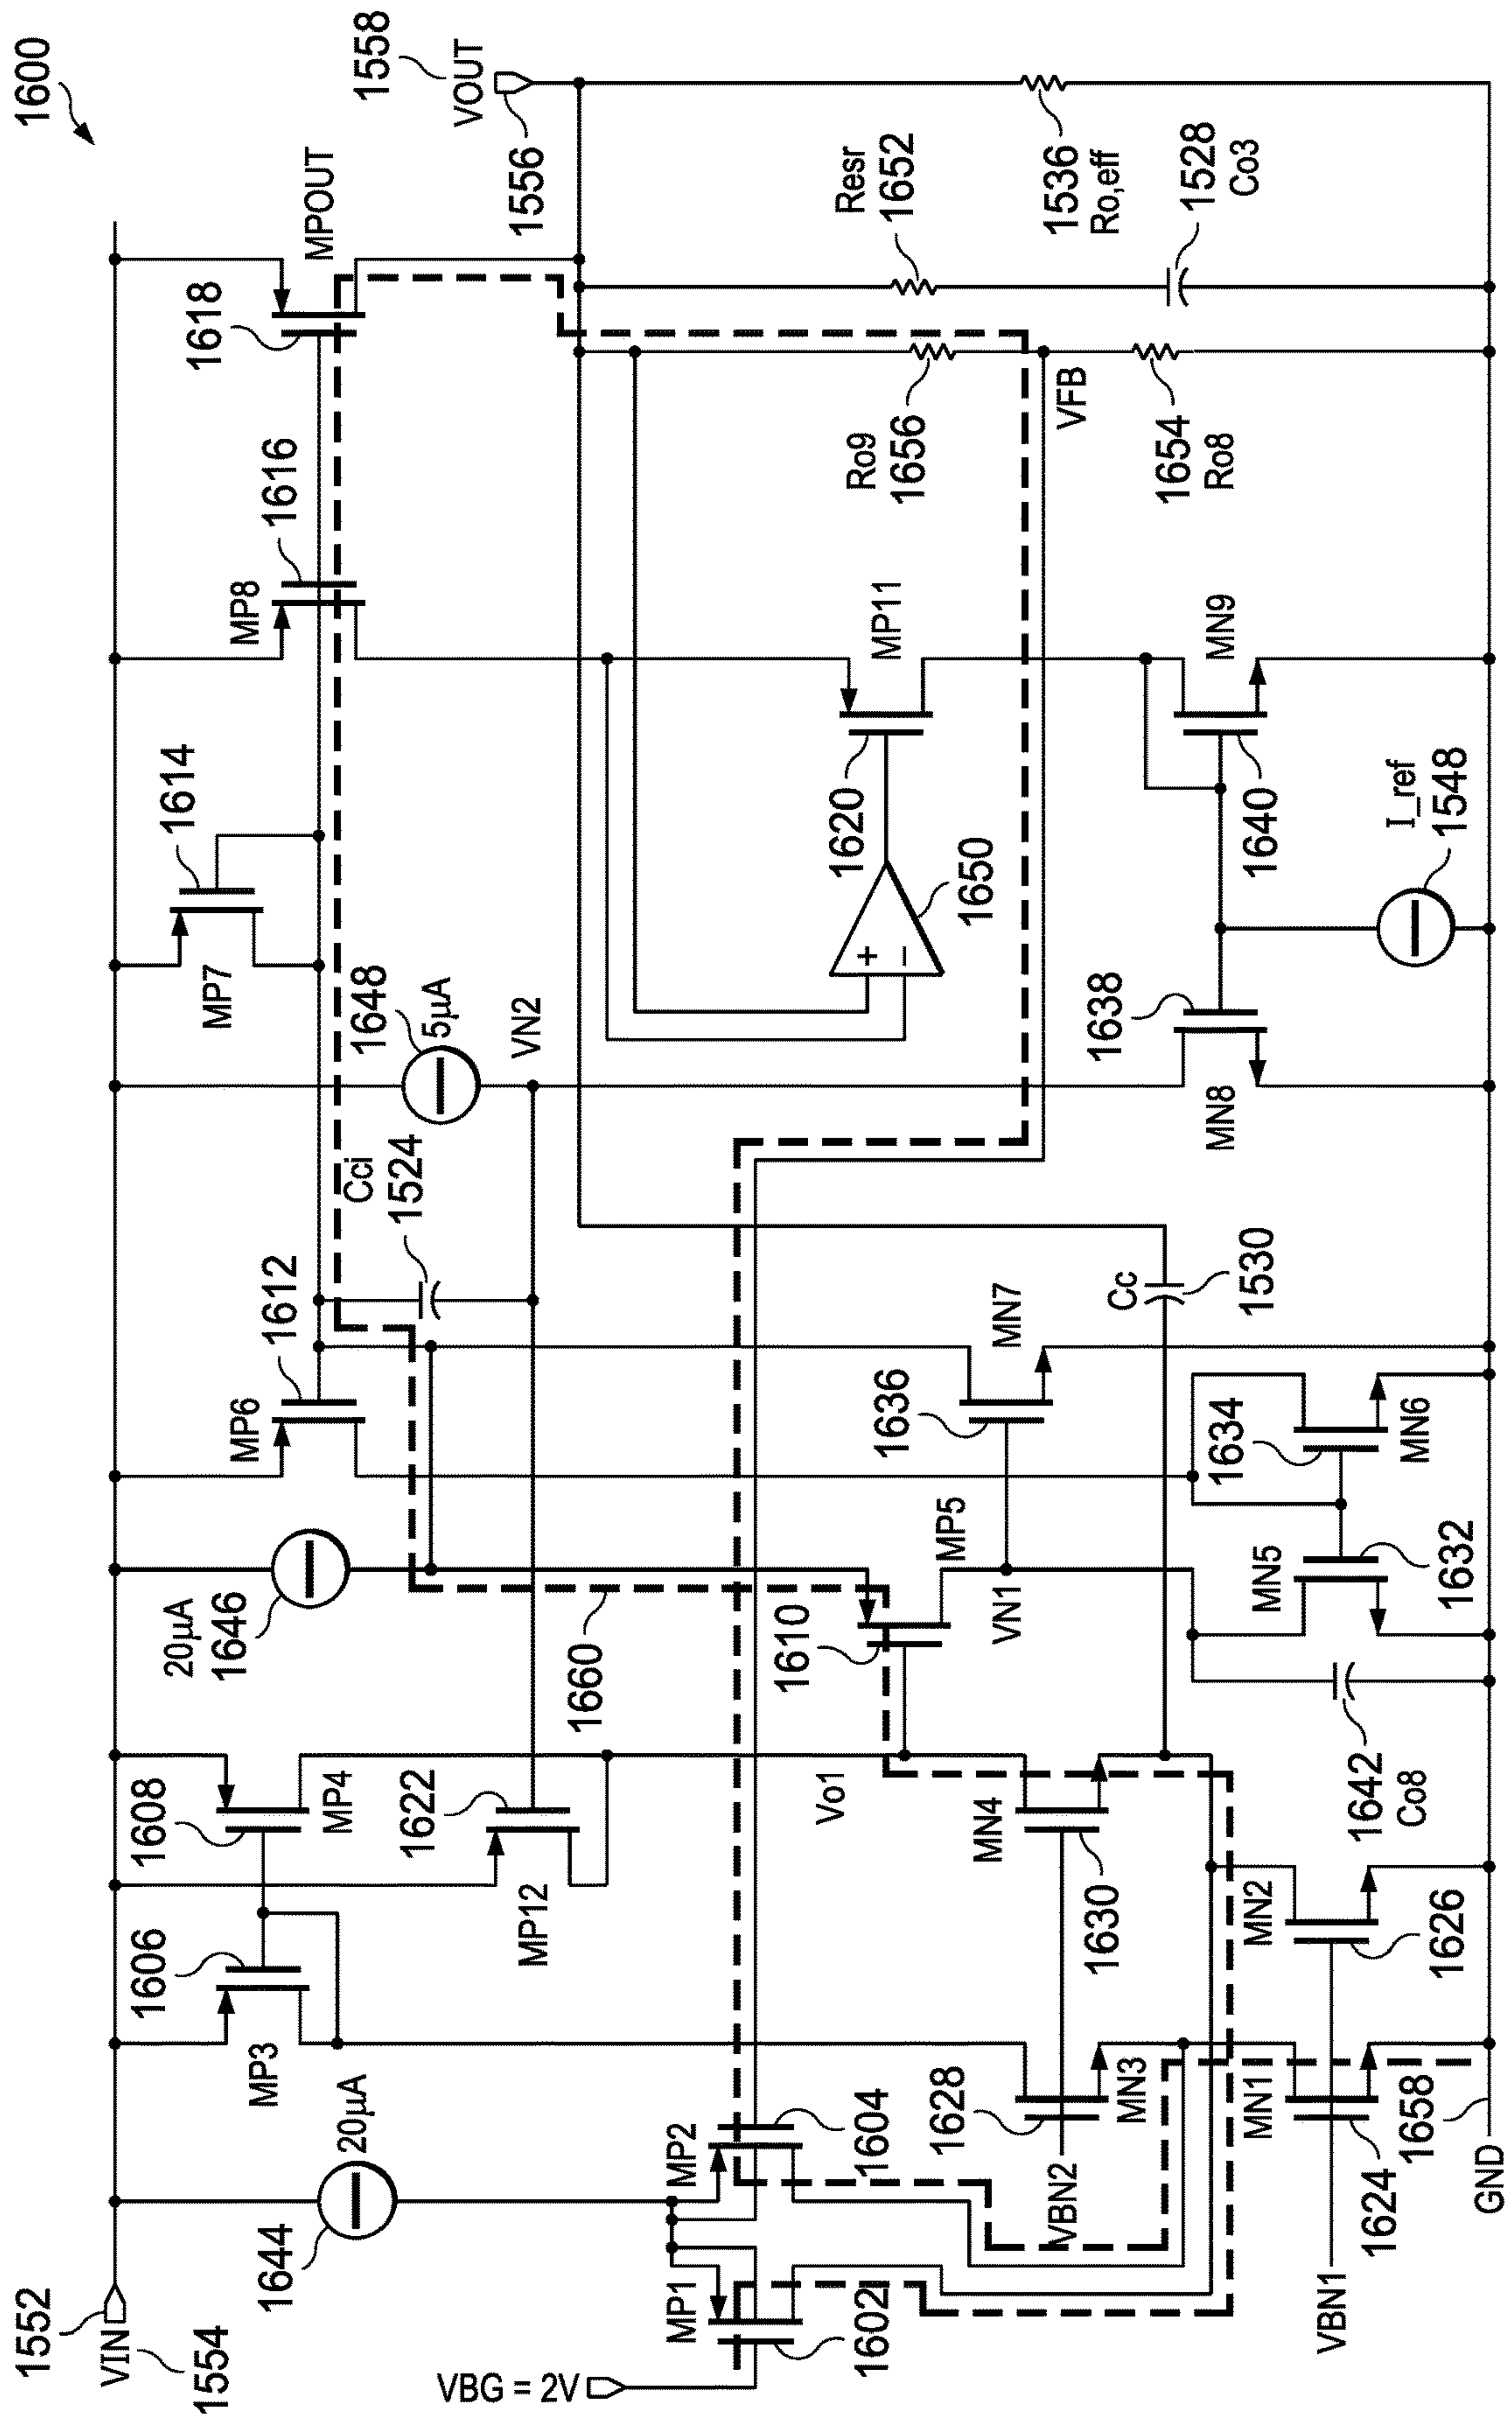 1600
1552
VIN
1554
1644
20µA
MP3
1606
1608
MP4
20µA
1646
MP6
1612
Cci
1524
1648
5µA
MP7
1614
MP8
1616
1618
MPOUT
1556
VOUT
1558
VN2
MP12
1622
1660
VBG = 2V
MP1
1602
MP2
1604
Vo1
1610
MP5
VN1
1636
MN7
1620
MP11
1650
+
−
Ro9
1656
Resr
1652
VFB
1654
Ro8
1536
Ro,eff
1528
Co3
VBN2
1628
MN3
MN4
1630
Cc
1530
1638
MN8
1640
MN9
I_ref
1548
VBN1
1624
MN1
1658
MN2
1626
1642
Co8
MN5
1632
1634
MN6
GND